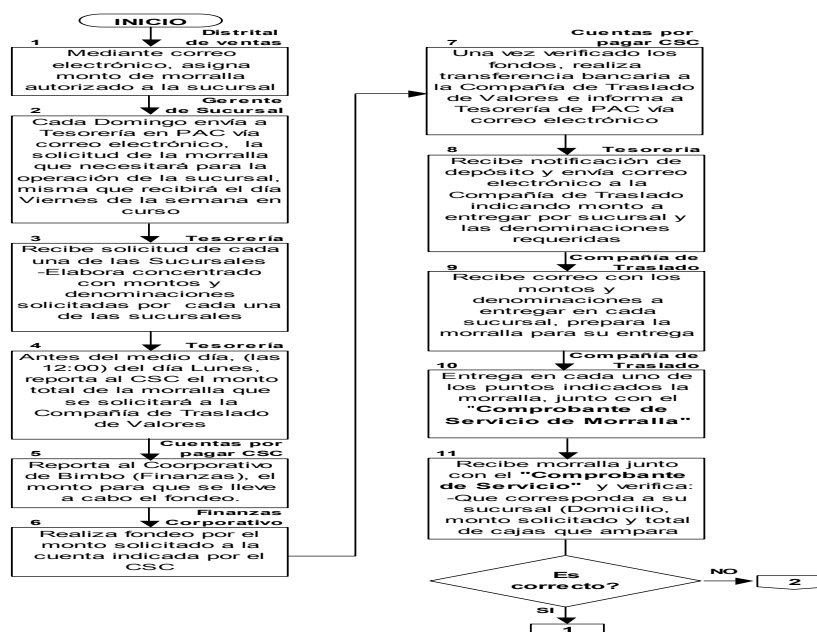 INICIO
Distrital
de ventas
1
Mediante correo
electrónico, asigna
monto de morralla
autorizado a la sucursal
Gerente
de Sucursal
2
Cada Domingo envía a
Tesorería en PAC vía
correo electrónico, la
solicitud de la morralla
que necesitará para la
operación de la sucursal,
misma que recibirá el día
Viernes de la semana en
curso
3
Tesorería
Recibe solicitud de cada
una de las Sucursales
-Elabora concentrado
con montos y
denominaciones
solicitadas por cada una
de las sucursales
4
Tesorería
Antes del medio día, (las
12:00) del día Lunes,
reporta al CSC el monto
total de la morralla que
se solicitará a la
Compañía de Traslado
de Valores
Cuentas por
pagar CSC
5
Reporta al Coorporativo
de Bimbo (Finanzas), el
monto para que se lleve
a cabo el fondeo.
Finanzas
Corporativo
6
Realiza fondeo por el
monto solicitado a la
cuenta indicada por el
CSC
Cuentas por
pagar CSC
7
Una vez verificado los
fondos, realiza
transferencia bancaria a
la Compañía de Traslado
de Valores e informa a
Tesorería de PAC vía
correo electrónico
8
Tesoreria
Recibe notificación de
depósito y envía correo
electrónico a la
Compañía de Traslado
indicando monto a
entregar por sucursal y
las denominaciones
requeridas
Compañía de
Traslado
9
Recibe correo con los
montos y
denominaciones a
entregar en cada
sucursal, prepara la
morralla para su entrega
Compañía de
Traslado
10
Entrega en cada uno de
los puntos indicados la
morralla, junto con el
"Comprobante de
Servicio de Morralla"
11
Recibe morralla junto
con el "Comprobante
de Servicio" y verifica:
-Que corresponda a su
sucursal (Domicilio,
monto solicitado y total
de cajas que ampara
Es
correcto?
NO
2
SI
1